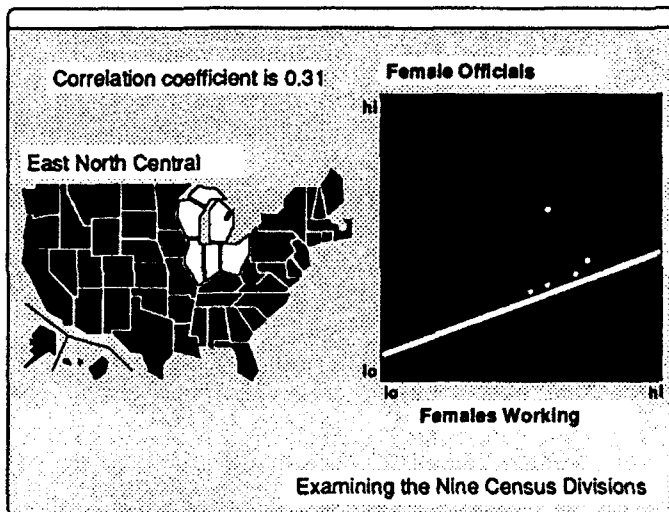 Correlation coefficient is 0.31
Female Officials
hi
East North Central
lo
lo
hi
Females Working
Examining the Nine Census Divisions